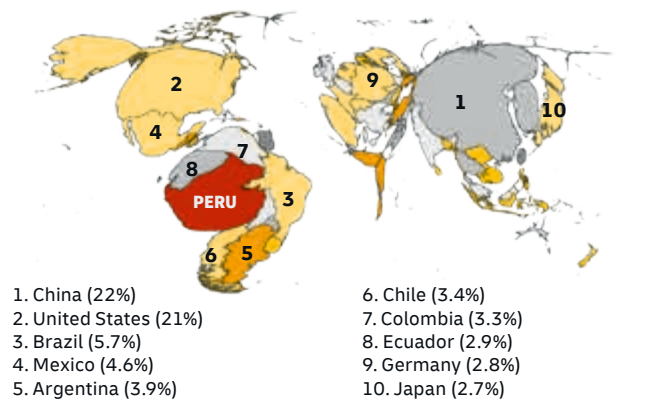 2
9
1
10
4
7
8
PERU
3
6
5
1. China (22%)
2. United States (21%)
3. Brazil (5.7%)
4. Mexico (4.6%)
5. Argentina (3.9%)
6. Chile (3.4%)
7. Colombia (3.3%)
8. Ecuador (2.9%)
9. Germany (2.8%)
10. Japan (2.7%)